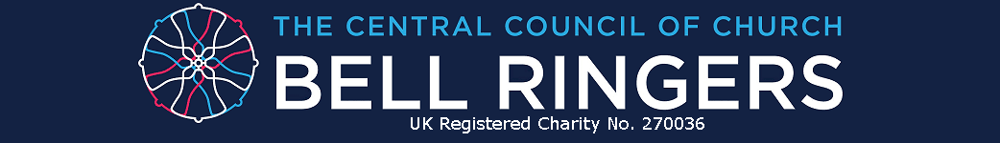 THE CENTRAL COUNCIL OF CHURCH
BELL RINGERS
UK Registered Charity No. 270036